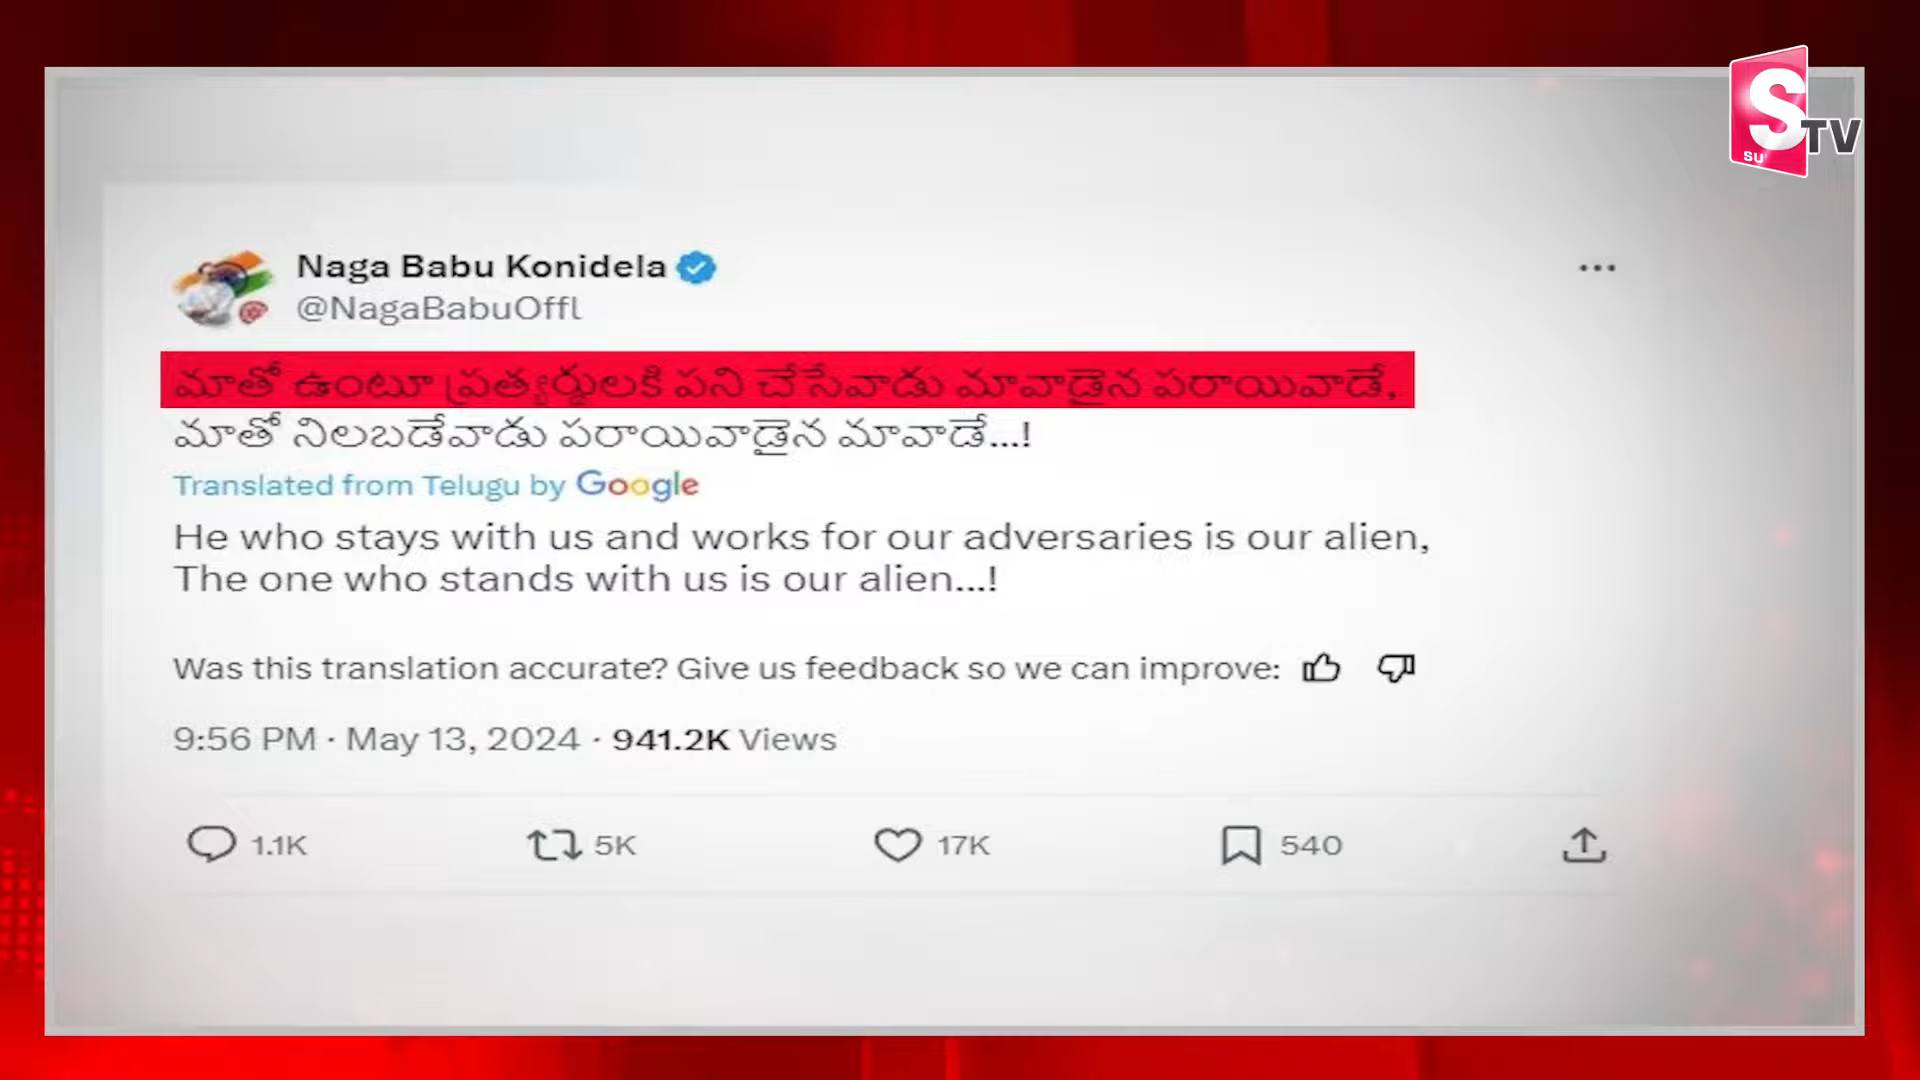 S TV
SU
Naga Babu Konidela
@NagaBabuOffl
మాతో ఉంటూ ప్రత్యర్థులకి పని చేసేవాడు మావాడైన పరాయివాడే,
మాతో నిలబడేవాడు పరాయివాడైన మావాడే...!
Translated from Telugu by Google
He who stays with us and works for our adversaries is our alien,
The one who stands with us is our alien...!
Was this translation accurate? Give us feedback so we can improve:
9:56 PM · May 13, 2024 · 941.2K Views
1.1K 5K 17K 540